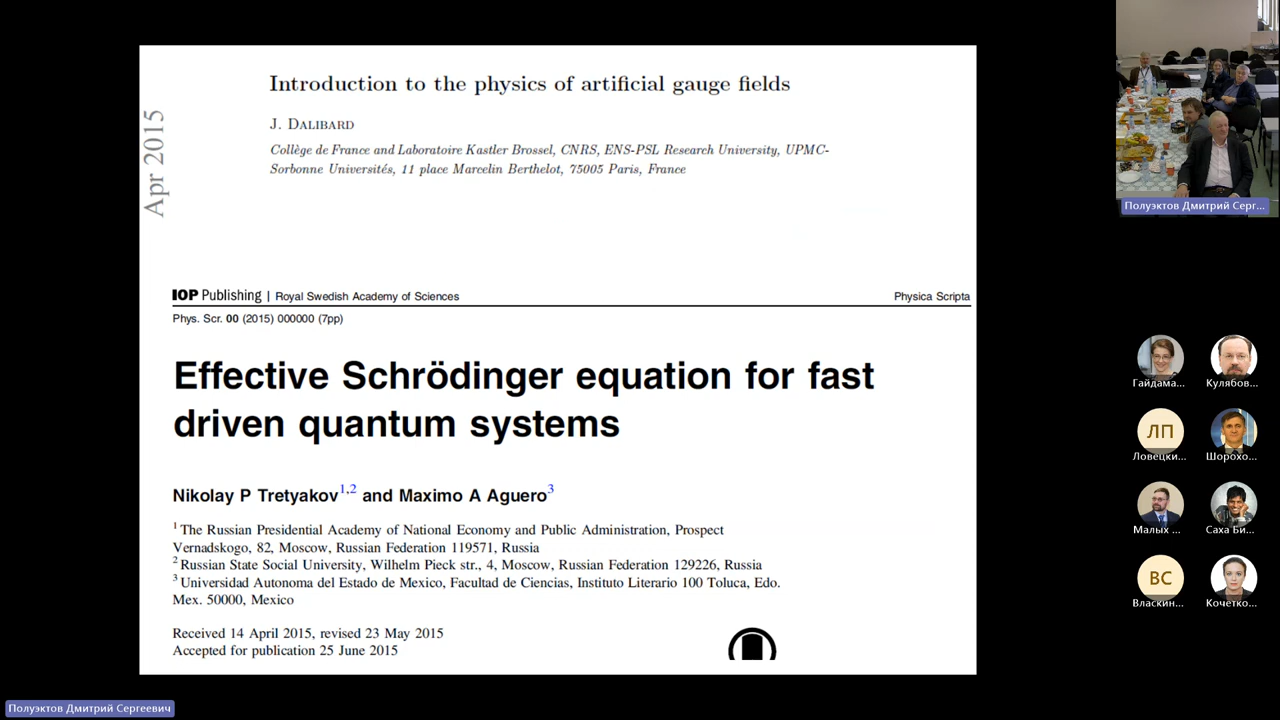 Introduction to the physics of artificial gauge fields
J. Dalibard
Collège de France and Laboratoire Kastler Brossel, CNRS, ENS-PSL Research University, UPMC-
Sorbonne Universités, 11 place Marcelin Berthelot, 75005 Paris, France
Apr 2015
IOP Publishing | Royal Swedish Academy of Sciences
Physica Scripta
Phys. Scr. 00 (2015) 000000 (7pp)
Effective Schrödinger equation for fast
driven quantum systems
Nikolay P Tretyakov1,2 and Maximo A Aguero3
1 The Russian Presidential Academy of National Economy and Public Administration, Prospect
Vernadskogo, 82, Moscow, Russian Federation 119571, Russia
2 Russian State Social University, Wilhelm Pieck str., 4, Moscow, Russian Federation 129226, Russia
3 Universidad Autonoma del Estado de Mexico, Facultad de Ciencias, Instituto Literario 100 Toluca, Edo.
Mex. 50000, Mexico
Received 14 April 2015, revised 23 May 2015
Accepted for publication 25 June 2015
Полуэктов Дмитрий Серг...
Гайдама...
Кулябов...
ЛП
Ловецки...
Шорохо...
Малых ...
Саха Би...
ВС
Власкин...
Кочетко...
Полуэктов Дмитрий Сергеевич